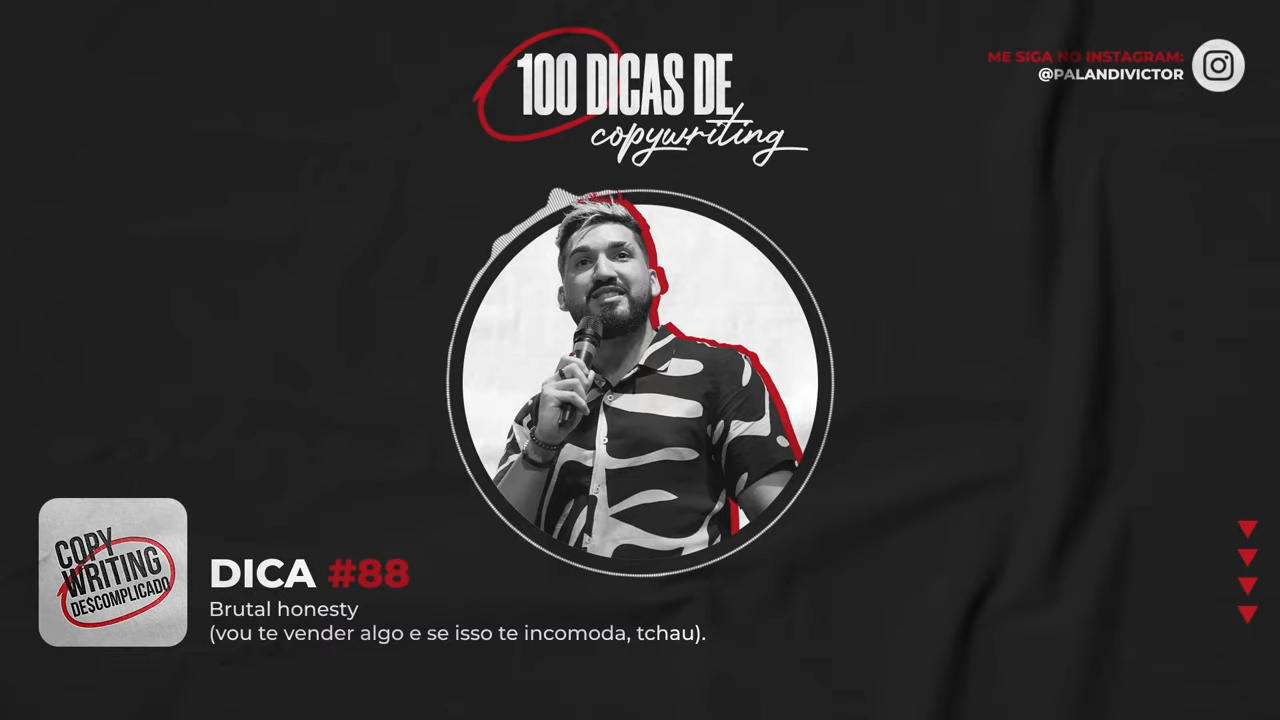 100 DICAS DE
copywriting
ME SIGA NO INSTAGRAM:
@PALANDIVICTOR
COPY
WRITING
DESCOMPLICADO
DICA #88
Brutal honesty
(vou te vender algo e se isso te incomoda, tchau).